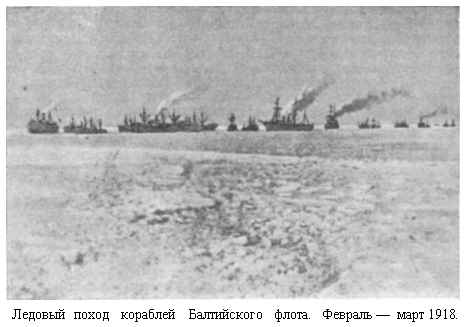 Ледовый поход кораблей Балтийского флота. Февраль — март 1918.